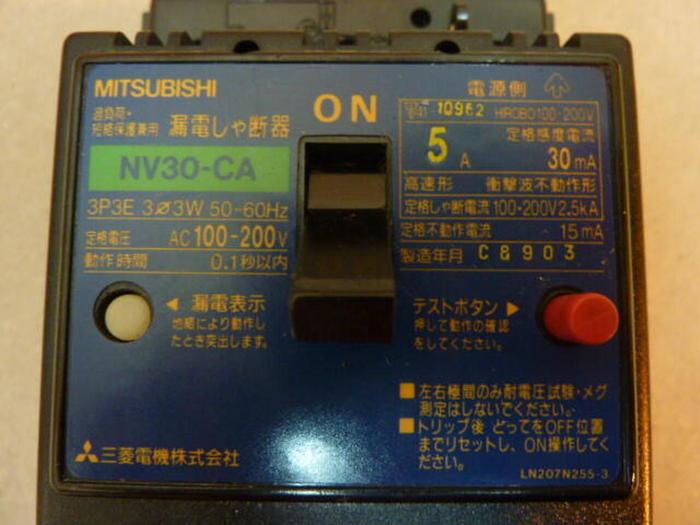 MITSUBISHI
過負荷・
短絡保護兼用 漏電しゃ断器
NV30-CA
3P3E 3ø3W 50-60Hz
定格電圧 AC100-200V
動作時間 0.1秒以内
ON
電源側
10962 HIROBO100・200V
5A
定格感度電流
30mA
高速形 衝撃波不動作形
定格しゃ断電流 100・200V2.5kA
定格不動作電流 15mA
製造年月 C8903
◀ 漏電表示
地絡により動作し
たとき突出します。
テストボタン ▶
押して動作の確認
をしてください。
■ 左右極間のみ耐電圧試験・メグ
測定はしないでください。
■ トリップ後 とってをOFF位置
までリセットし、ON操作してく
ださい。
三菱電機株式会社
LN207N255-3